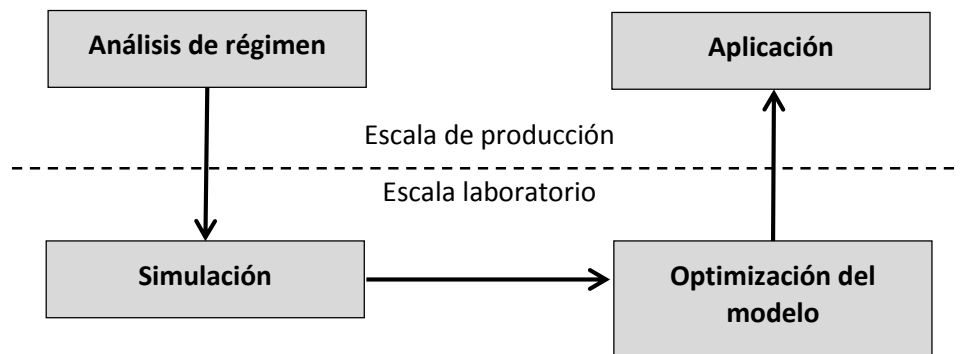 Análisis de régimen
Aplicación
Escala de producción
Escala laboratorio
Simulación
Optimización del
modelo